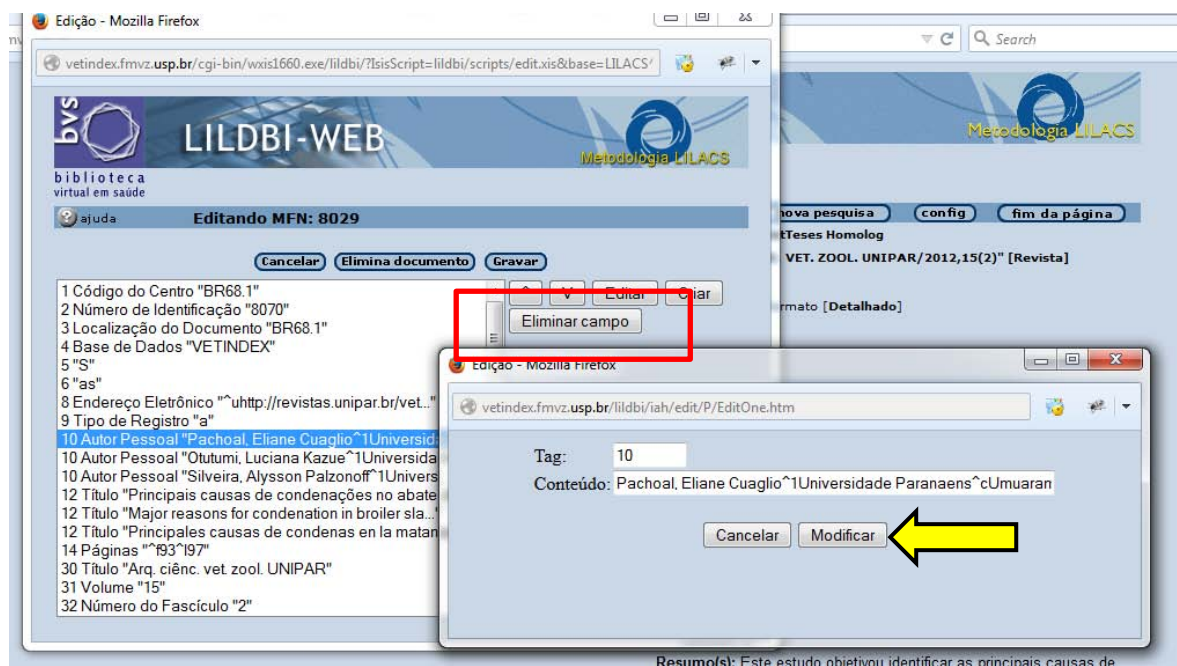 Edição - Mozilla Firefox
vetindex.fmvz.usp.br/cgi-bin/wxis1660.exe/lildbi/?IsisScript=lildbi/scripts/edit.xis&base=LILACS
Search
bvs
biblioteca
virtual em saúde
LILDBI-WEB
Metodologia LILACS
Metodologia LILACS
ajuda
Editando MFN: 8029
nova pesquisa
config
fim da página
tTeses Homolog
VET. ZOOL. UNIPAR/2012,15(2)" [Revista]
rmato [Detalhado]
Cancelar
Elimina documento
Gravar
^
V
Editar
Criar
Eliminar campo
1 Código do Centro "BR68.1"
2 Número de Identificação "8070"
3 Localização do Documento "BR68.1"
4 Base de Dados "VETINDEX"
5 "S"
6 "as"
8 Endereço Eletrônico "^uhttp://revistas.unipar.br/vet..."
9 Tipo de Registro "a"
10 Autor Pessoal "Pachoal, Eliane Cuaglio^1Universid
10 Autor Pessoal "Otutumi, Luciana Kazue^1Universida
10 Autor Pessoal "Silveira, Alysson Palzonoff^1Univers
12 Título "Principais causas de condenações no abate
12 Título "Major reasons for condenation in broiler sla..."
12 Título "Principales causas de condenas en la matan
14 Páginas "^f93^l97"
30 Título "Arq. ciênc. vet. zool. UNIPAR"
31 Volume "15"
32 Número do Fascículo "2"
Edição - Mozilla Firefox
vetindex.fmvz.usp.br/lildbi/iah/edit/P/EditOne.htm
Tag: 10
Conteúdo: Pachoal, Eliane Cuaglio^1Universidade Paranaens^cUmuaran
Cancelar
Modificar
Resumo(s): Este estudo objetivou identificar as principais causas de